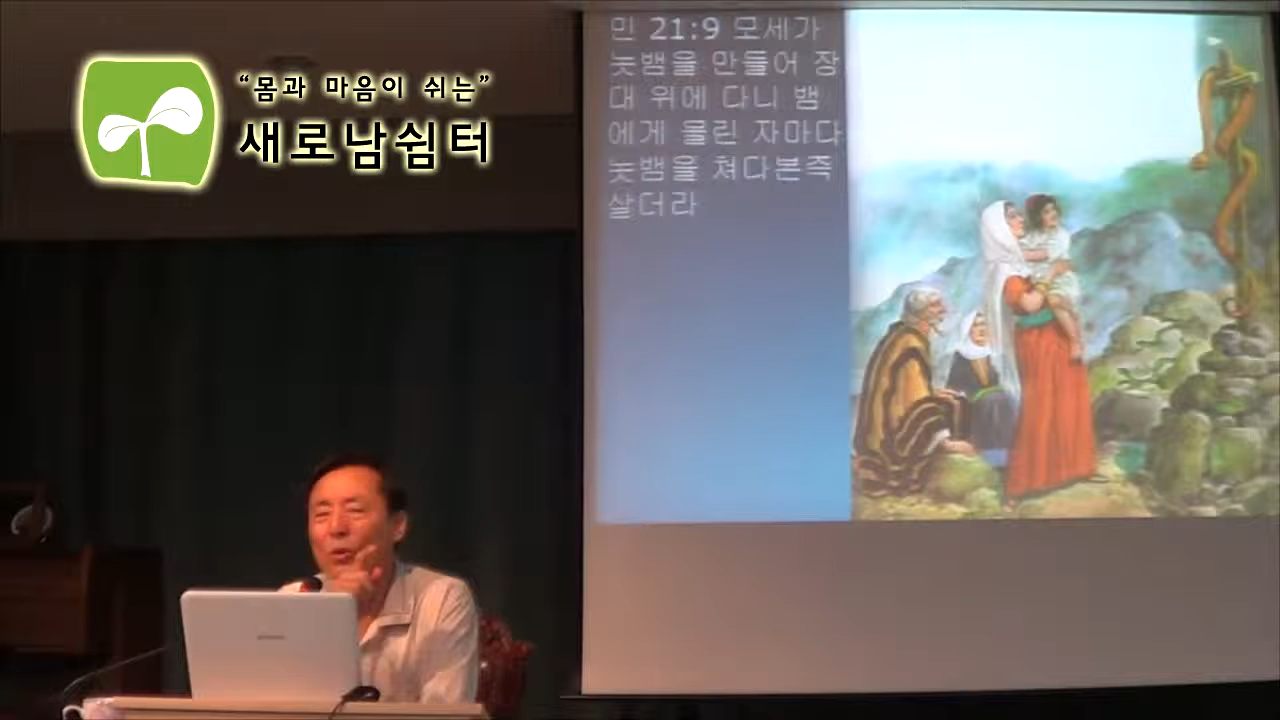 “몸과 마음이 쉬는”
새로남쉼터
민 21:9 모세가
놋뱀을 만들어 장
대 위에 다니 뱀
에게 물린 자마다
놋뱀을 쳐다본즉
살더라